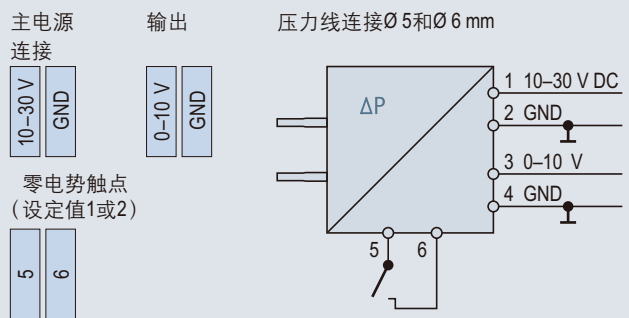 主电源
连接
10–30 V
GND
输出
0–10 V
GND
零电势触点
（设定值1或2）
5
6
压力线连接Ø 5和Ø 6 mm
ΔP
1 10–30 V DC
2 GND
3 0–10 V
4 GND
5
6